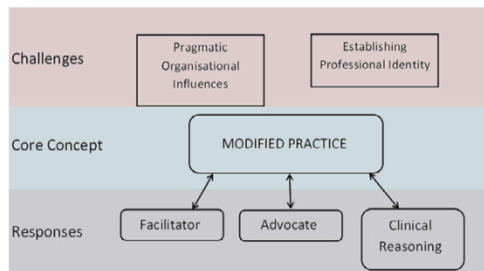 Challenges
Pragmatic
Organisational
Influences
Establishing
Professional Identity
Core Concept
MODIFIED PRACTICE
Responses
Facilitator
Advocate
Clinical
Reasoning